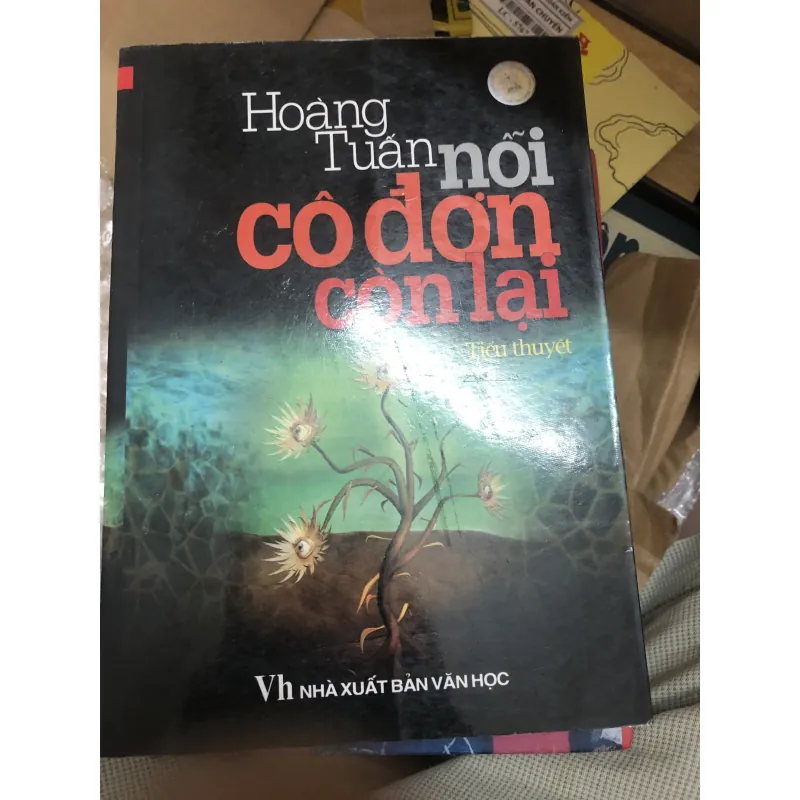 Hoàng
Tuấn
nỗi
cô đơn
còn lại
Tiểu thuyết
Vh NHÀ XUẤT BẢN VĂN HỌC